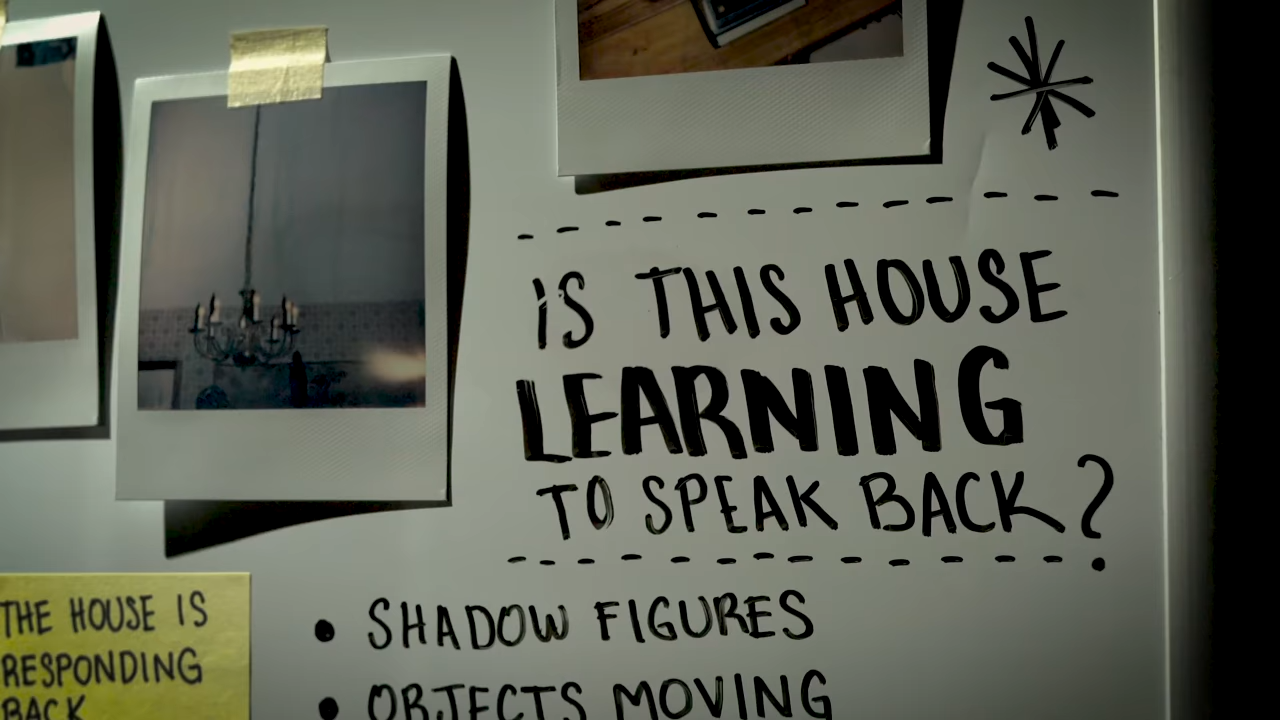 IS THIS HOUSE
LEARNING
TO SPEAK BACK?
• SHADOW FIGURES
• OBJECTS MOVING
THE HOUSE IS
RESPONDING
BACK